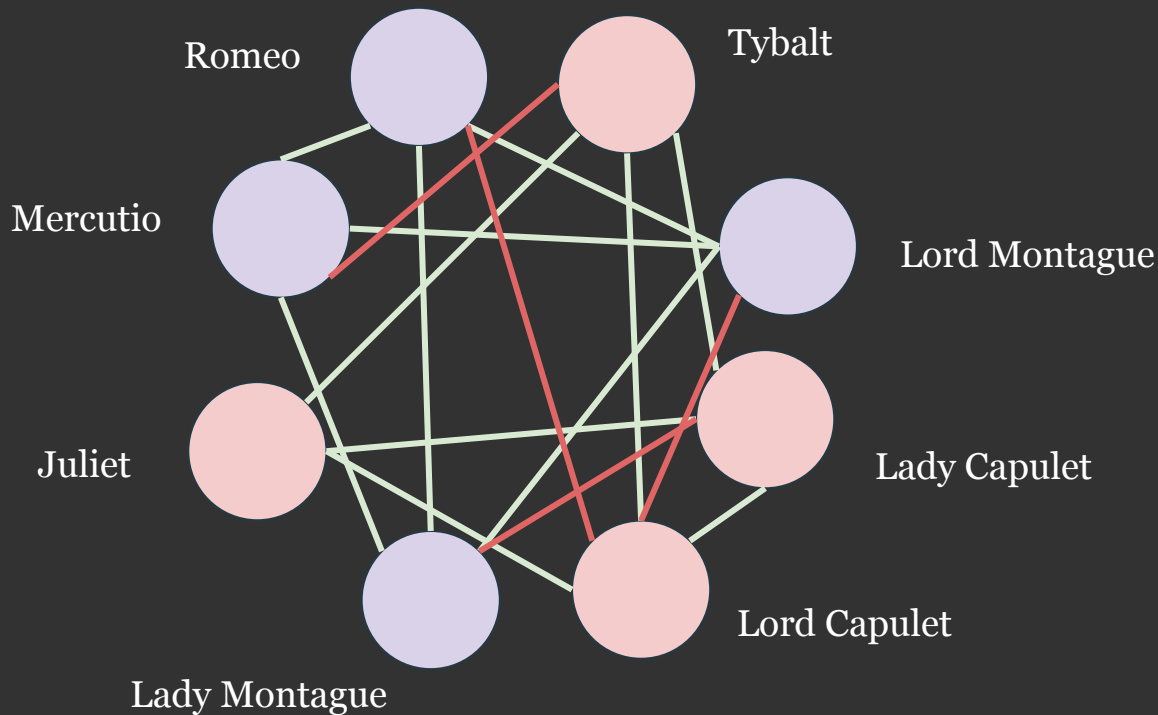 Romeo
Tybalt
Mercutio
Lord Montague
Juliet
Lady Capulet
Lord Capulet
Lady Montague